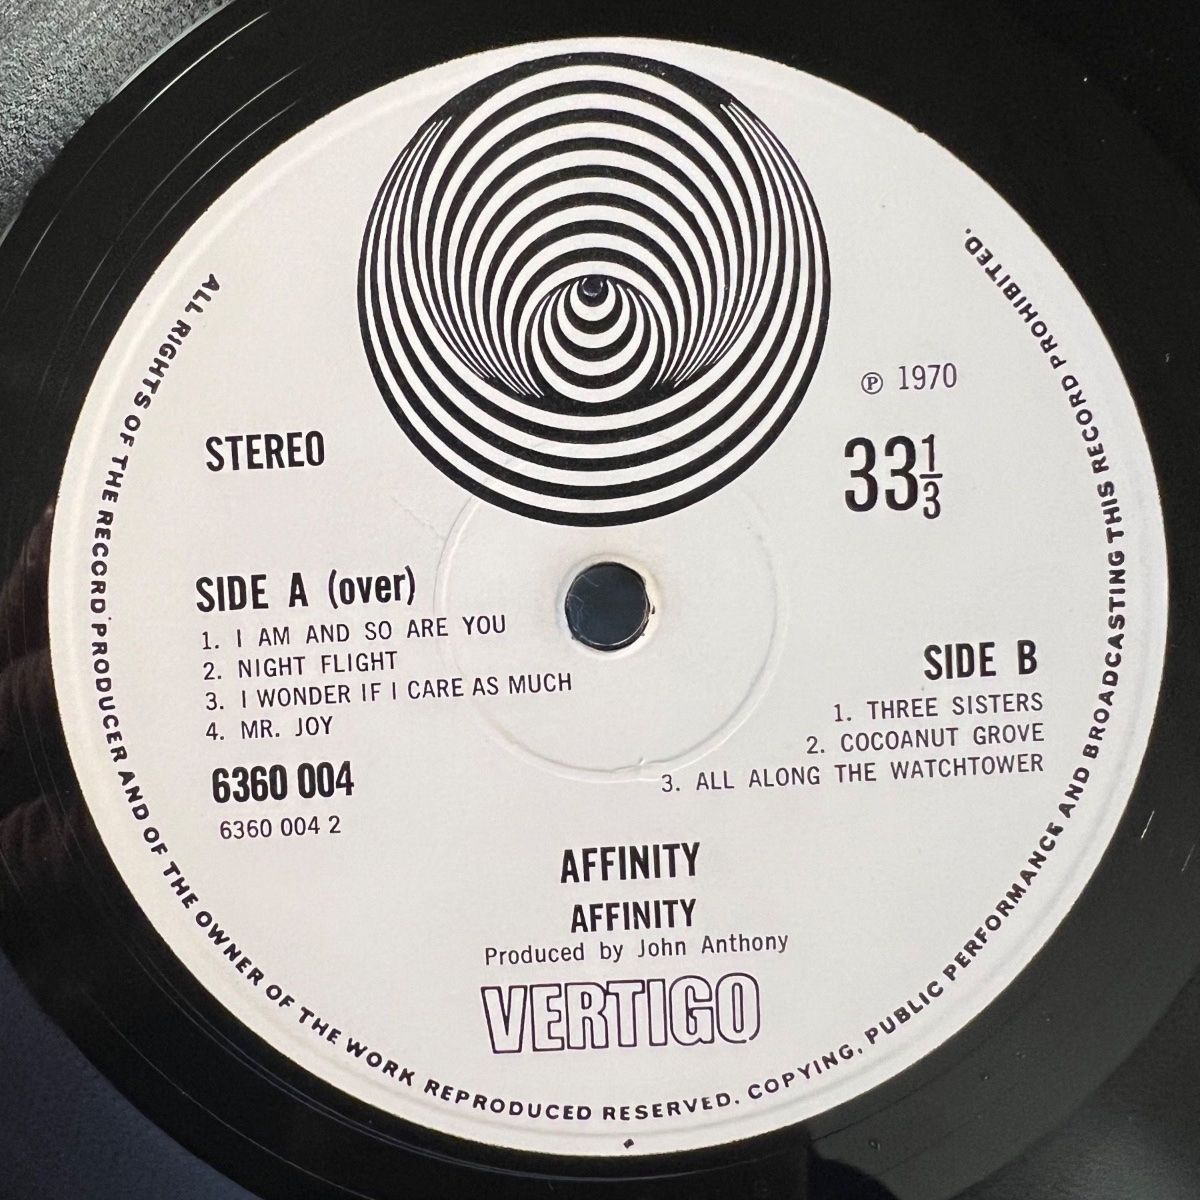 ALL RIGHTS OF THE RECORD PRODUCER AND OF THE OWNER OF THE WORK REPRODUCED RESERVED. COPYING, PUBLIC PERFORMANCE AND BROADCASTING THIS RECORD PROHIBITED.
℗ 1970
STEREO
33 1/3
SIDE A (over)
1. I AM AND SO ARE YOU
2. NIGHT FLIGHT
3. I WONDER IF I CARE AS MUCH
4. MR. JOY
6360 004
6360 004 2
SIDE B
1. THREE SISTERS
2. COCOANUT GROVE
3. ALL ALONG THE WATCHTOWER
AFFINITY
AFFINITY
Produced by John Anthony
VERTIGO